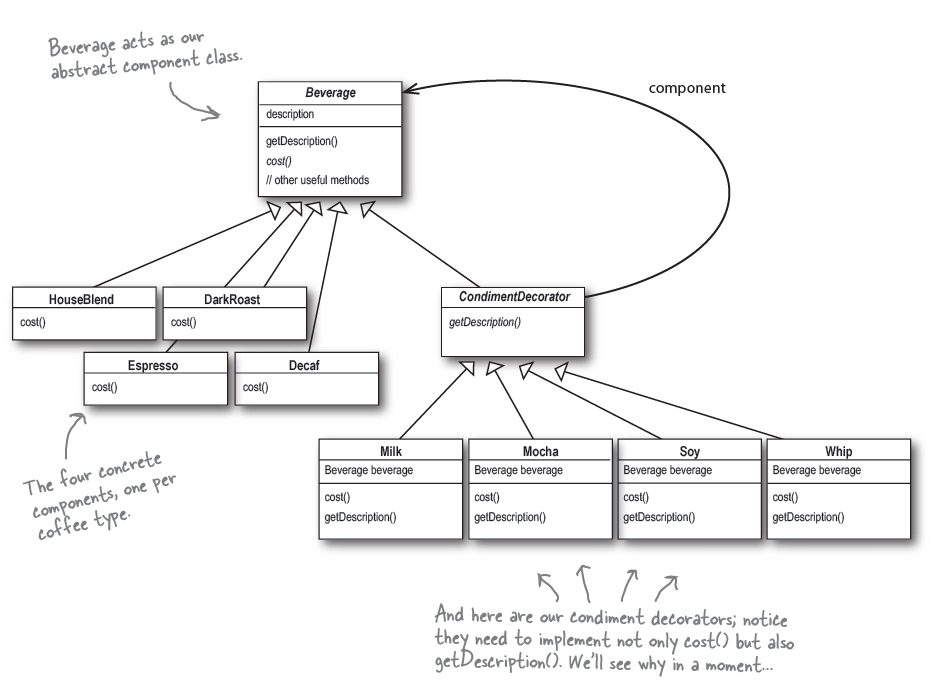 Beverage acts as our
abstract component class.
component
Beverage
description
getDescription()
cost()
// other useful methods
HouseBlend
cost()
DarkRoast
cost()
CondimentDecorator
getDescription()
Espresso
cost()
Decaf
cost()
The four concrete
components, one per
coffee type.
Milk
Beverage beverage
cost()
getDescription()
Mocha
Beverage beverage
cost()
getDescription()
Soy
Beverage beverage
cost()
getDescription()
Whip
Beverage beverage
cost()
getDescription()
And here are our condiment decorators; notice
they need to implement not only cost() but also
getDescription(). We'll see why in a moment...